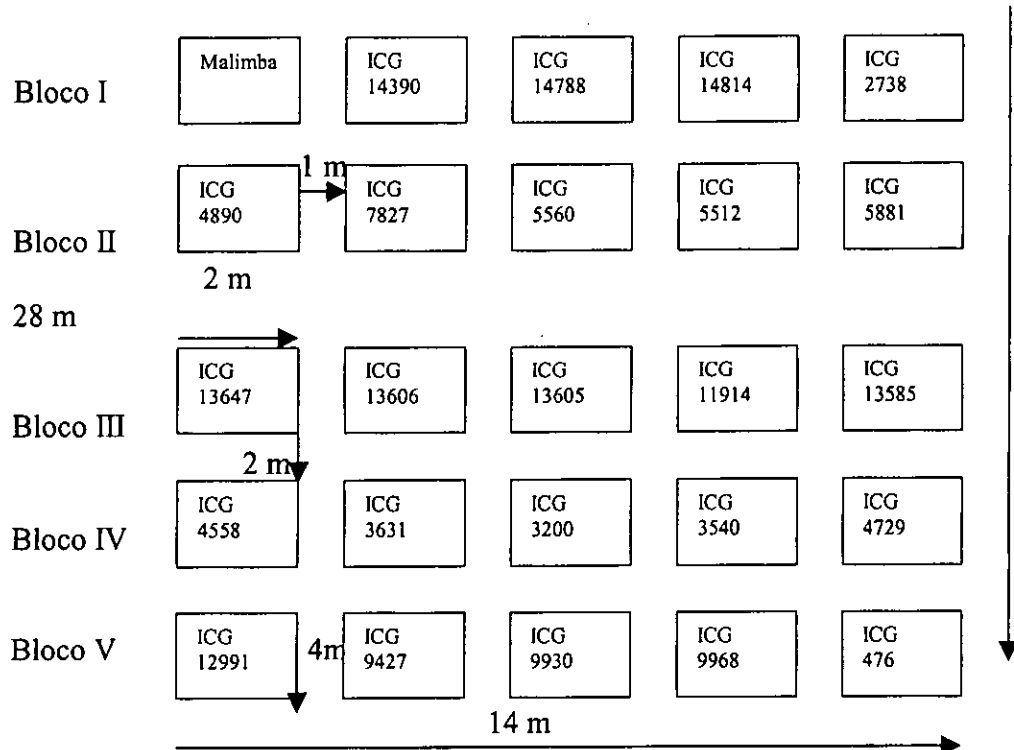 Bloco I
Malimba
ICG
14390
ICG
14788
ICG
14814
ICG
2738
Bloco II
ICG
4890
1 m
ICG
7827
ICG
5560
ICG
5512
ICG
5881
2 m
28 m
Bloco III
ICG
13647
ICG
13606
ICG
13605
ICG
11914
ICG
13585
2 m
Bloco IV
ICG
4558
ICG
3631
ICG
3200
ICG
3540
ICG
4729
Bloco V
ICG
12991
4m
ICG
9427
ICG
9930
ICG
9968
ICG
476
14 m